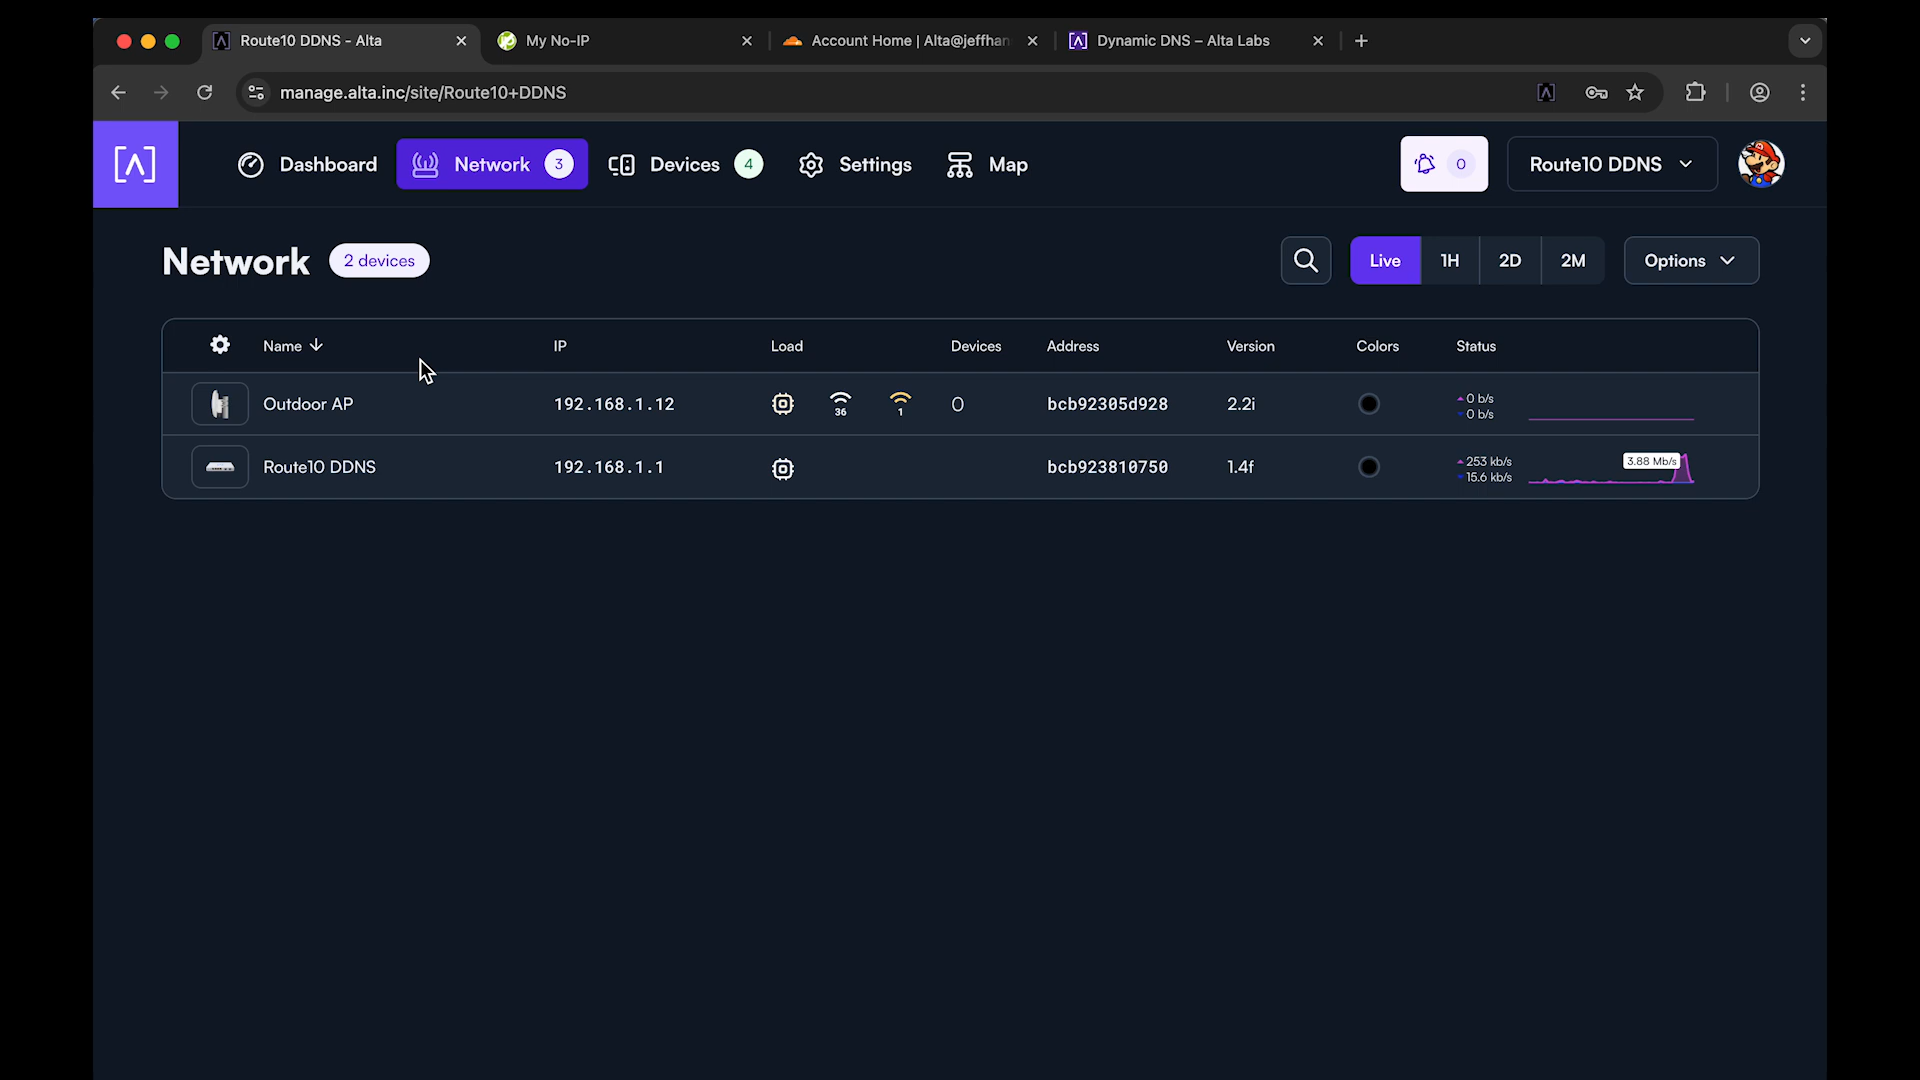 Route10 DDNS - Alta
My No-IP
Account Home | Alta@jeffhan
Dynamic DNS – Alta Labs
manage.alta.inc/site/Route10+DDNS
Dashboard
Network 3
Devices 4
Settings
Map
0
Route10 DDNS
Network
2 devices
Live
1H
2D
2M
Options
Name IP Load Devices Address Version Colors Status
Outdoor AP 192.168.1.12 36 1 0 bcb92305d928 2.2i 0 b/s
0 b/s
Route10 DDNS 192.168.1.1 bcb923810750 1.4f 253 kb/s 3.88 Mb/s
15.6 kb/s